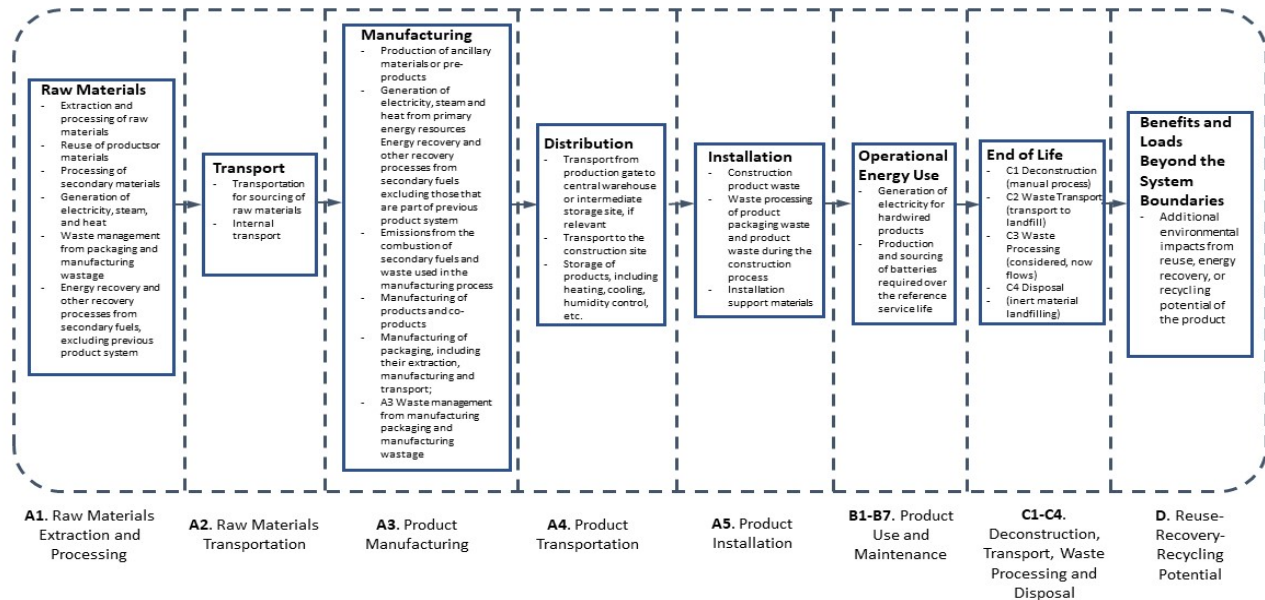 Raw Materials
- Extraction and
processing of raw
materials
- Reuse of productsor
materials
- Processing of
secondary materials
- Generation of
electricity, steam,
and heat
- Waste management
from packaging and
manufacturing
wastage
- Energy recovery and
other recovery
processes from
secondary fuels,
excluding previous
product system
Transport
- Transportation
for sourcing of
raw materials
- Internal
transport
Manufacturing
- Production of ancillary
materials or pre-
products
- Generation of
electricity, steam and
heat from primary
energy resources
Energy recovery and
other recovery
processes from
secondary fuels
excluding those that
are part of previous
product system
- Emissions from the
combustion of
secondary fuels and
waste used in the
manufacturing process
- Manufacturing of
products and co-
products
- Manufacturing of
packaging, including
their extraction,
manufacturing and
transport;
- A3 Waste management
from manufacturing
packaging and
manufacturing
wastage
Distribution
- Transport from
production gate to
central warehouse
or intermediate
storage site, if
relevant
- Transport to the
construction site
- Storage of
products, including
heating, cooling,
humidity control,
etc.
Installation
- Construction
product waste
- Waste processing of
product
packaging waste
and product
waste during the
construction
process
- Installation
support materials
Operational
Energy Use
- Generation of
electricity for
hardwired
products
- Production
and sourcing of
batteries
required over
the reference
service life
End of Life
- C1 Deconstruction
(manual process)
- C2 Waste Transport
(transport to
landfill)
- C3 Waste
Processing
(considered, now
flows)
- C4 Disposal
- (inert material
landfilling)
Benefits and
Loads
Beyond the
System
Boundaries
- Additional
environmental
impacts from
reuse, energy
recovery, or
recycling
potential of
the product
A1. Raw Materials
Extraction and
Processing
A2. Raw Materials
Transportation
A3. Product
Manufacturing
A4. Product
Transportation
A5. Product
Installation
B1-B7. Product
Use and
Maintenance
C1-C4.
Deconstruction,
Transport, Waste
Processing and
Disposal
D. Reuse-
Recovery-
Recycling
Potential